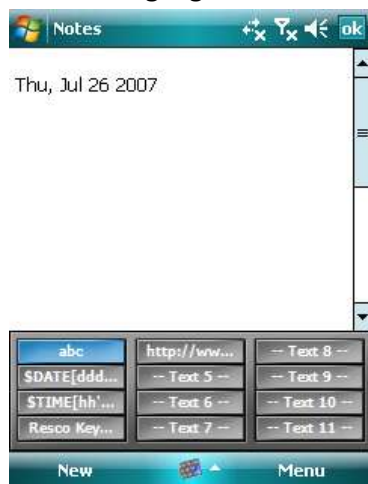 Notes ok
Thu, Jul 26 2007
abc http://ww... -- Text 8 --
$DATE[ddd... -- Text 5 -- -- Text 9 --
$TIME[hh'... -- Text 6 -- -- Text 10 --
Resco Key... -- Text 7 -- -- Text 11 --
New Menu